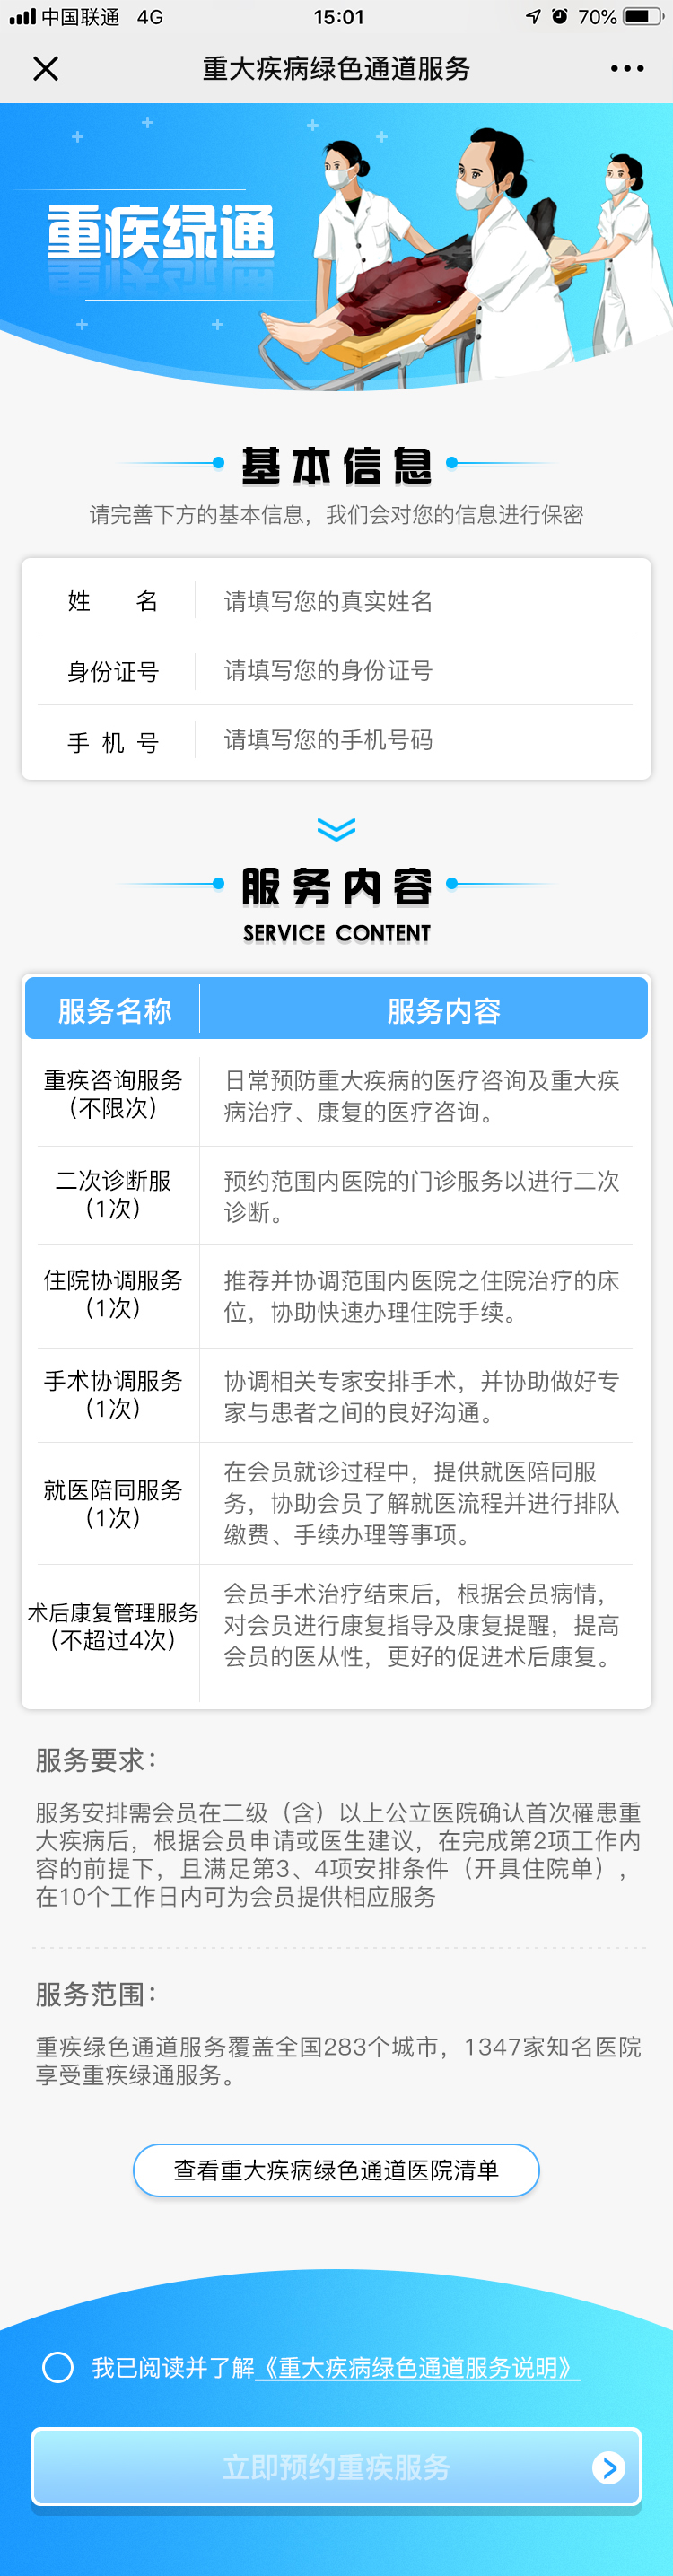 中国联通 4G 15:01 70%
重大疾病绿色通道服务
重疾绿通
基本信息
请完善下方的基本信息，我们会对您的信息进行保密
姓 名 请填写您的真实姓名
身份证号 请填写您的身份证号
手 机 号 请填写您的手机号码
服务内容
SERVICE CONTENT
服务名称 服务内容
重疾咨询服务
（不限次）
日常预防重大疾病的医疗咨询及重大疾
病治疗、康复的医疗咨询。
二次诊断服
（1次）
预约范围内医院的门诊服务以进行二次
诊断。
住院协调服务
（1次）
推荐并协调范围内医院之住院治疗的床
位，协助快速办理住院手续。
手术协调服务
（1次）
协调相关专家安排手术，并协助做好专
家与患者之间的良好沟通。
就医陪同服务
（1次）
在会员就诊过程中，提供就医陪同服
务，协助会员了解就医流程并进行排队
缴费、手续办理等事项。
术后康复管理服务
（不超过4次）
会员手术治疗结束后，根据会员病情，
对会员进行康复指导及康复提醒，提高
会员的医从性，更好的促进术后康复。
服务要求：
服务安排需会员在二级（含）以上公立医院确认首次罹患重
大疾病后，根据会员申请或医生建议，在完成第2项工作内
容的前提下，且满足第3、4项安排条件（开具住院单），
在10个工作日内可为会员提供相应服务
服务范围：
重疾绿色通道服务覆盖全国283个城市，1347家知名医院
享受重疾绿通服务。
查看重大疾病绿色通道医院清单
我已阅读并了解《重大疾病绿色通道服务说明》
立即预约重疾服务